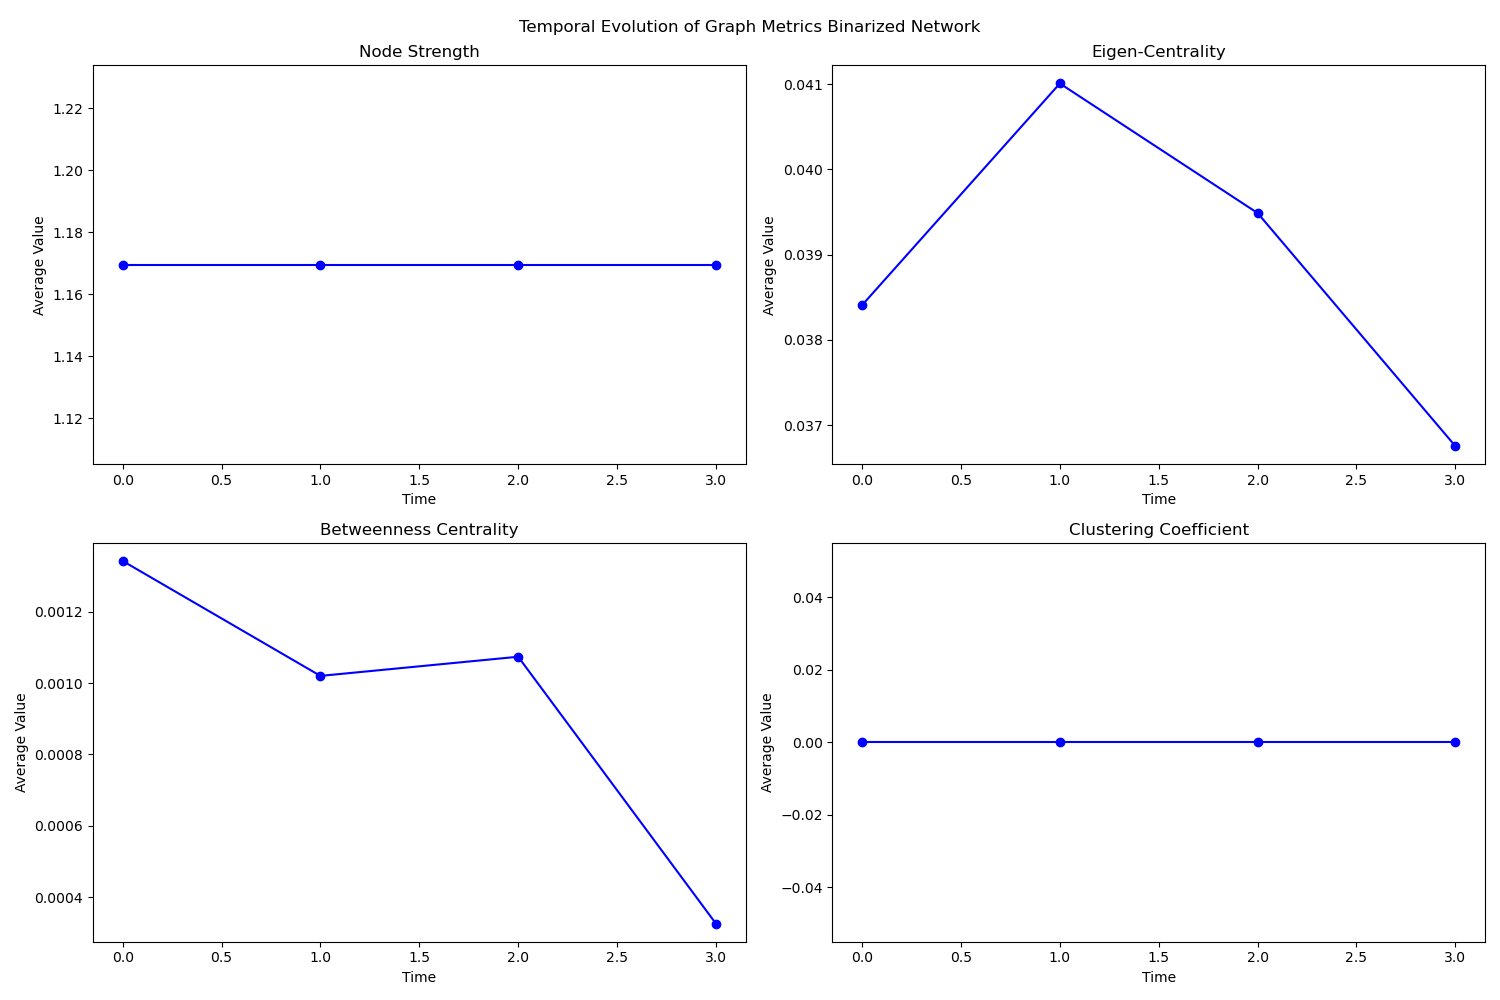 Temporal Evolution of Graph Metrics Binarized Network
Node Strength
Average Value
1.22
1.20
1.18
1.16
1.14
1.12
0.0 0.5 1.0 1.5 2.0 2.5 3.0
Time
Eigen-Centrality
Average Value
0.041
0.040
0.039
0.038
0.037
0.0 0.5 1.0 1.5 2.0 2.5 3.0
Time
Betweenness Centrality
Average Value
0.0012
0.0010
0.0008
0.0006
0.0004
0.0 0.5 1.0 1.5 2.0 2.5 3.0
Time
Clustering Coefficient
Average Value
0.04
0.02
0.00
−0.02
−0.04
0.0 0.5 1.0 1.5 2.0 2.5 3.0
Time